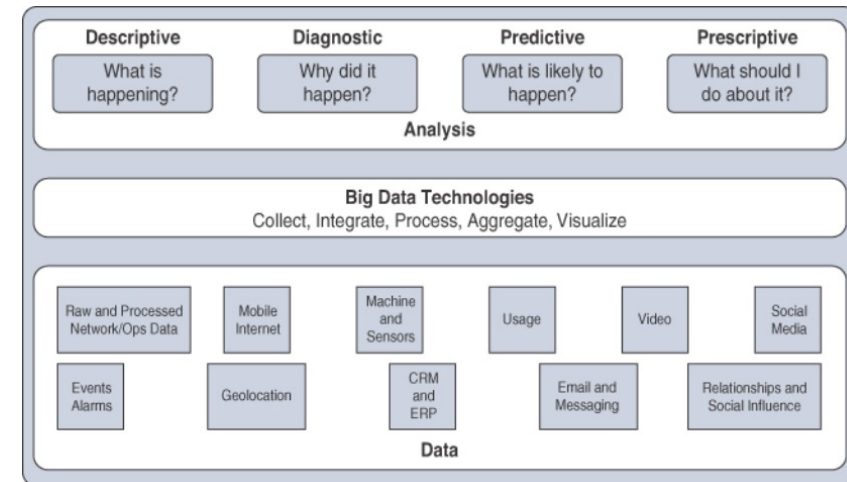 Descriptive
Diagnostic
Predictive
Prescriptive
What is
happening?
Why did it
happen?
What is likely to
happen?
What should I
do about it?
Analysis
Big Data Technologies
Collect, Integrate, Process, Aggregate, Visualize
Raw and Processed
Network/Ops Data
Mobile
Internet
Machine
and
Sensors
Usage
Video
Social
Media
Events
Alarms
Geolocation
CRM
and
ERP
Email and
Messaging
Relationships and
Social Influence
Data